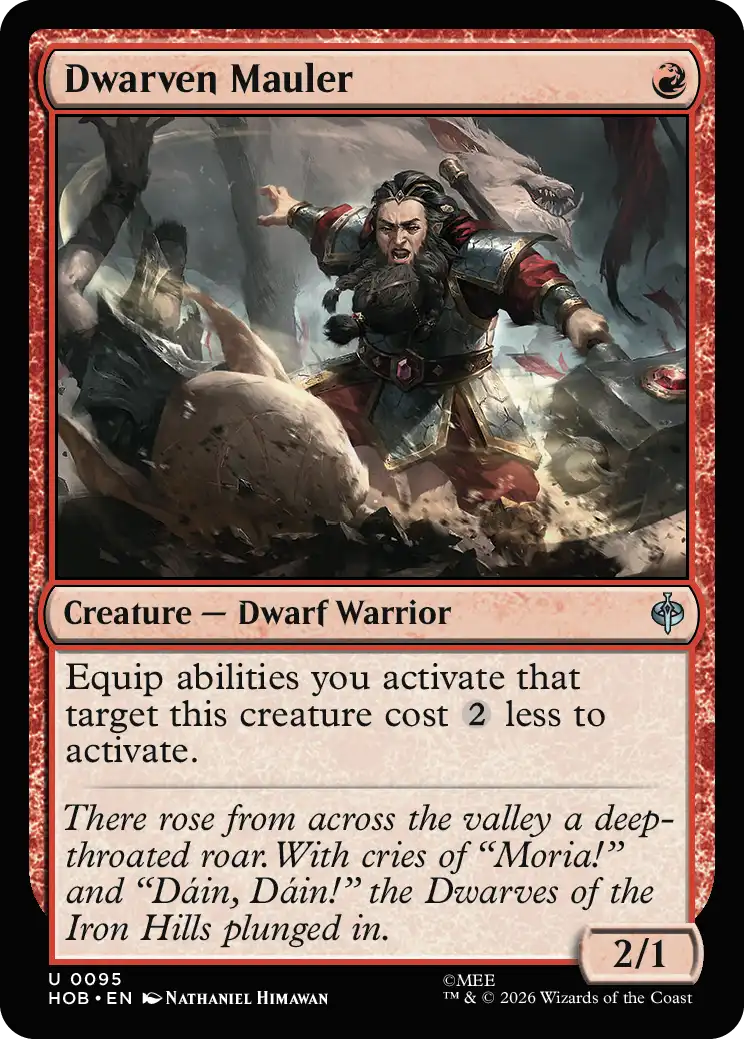 Dwarven Mauler
Creature — Dwarf Warrior
Equip abilities you activate that
target this creature cost 2 less to
activate.
There rose from across the valley a deep-
throated roar. With cries of “Moria!”
and “Dáin, Dáin!” the Dwarves of the
Iron Hills plunged in.
2/1
U 0095
HOB • EN Nathaniel Himawan
©MEE
™ & © 2026 Wizards of the Coast